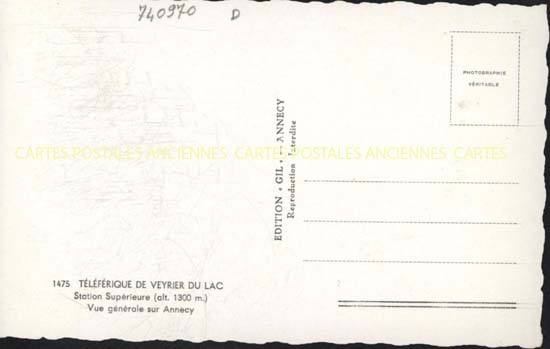 740970 D
PHOTOGRAPHIE
VÉRITABLE
EDITION * GIL * ANNECY
Reproduction Interdite
CARTES POSTALES ANCIENNES CARTES POSTALES ANCIENNES CARTES
1475 TÉLÉFÉRIQUE DE VEYRIER DU LAC
Station Supérieure (alt. 1300 m.)
Vue générale sur Annecy